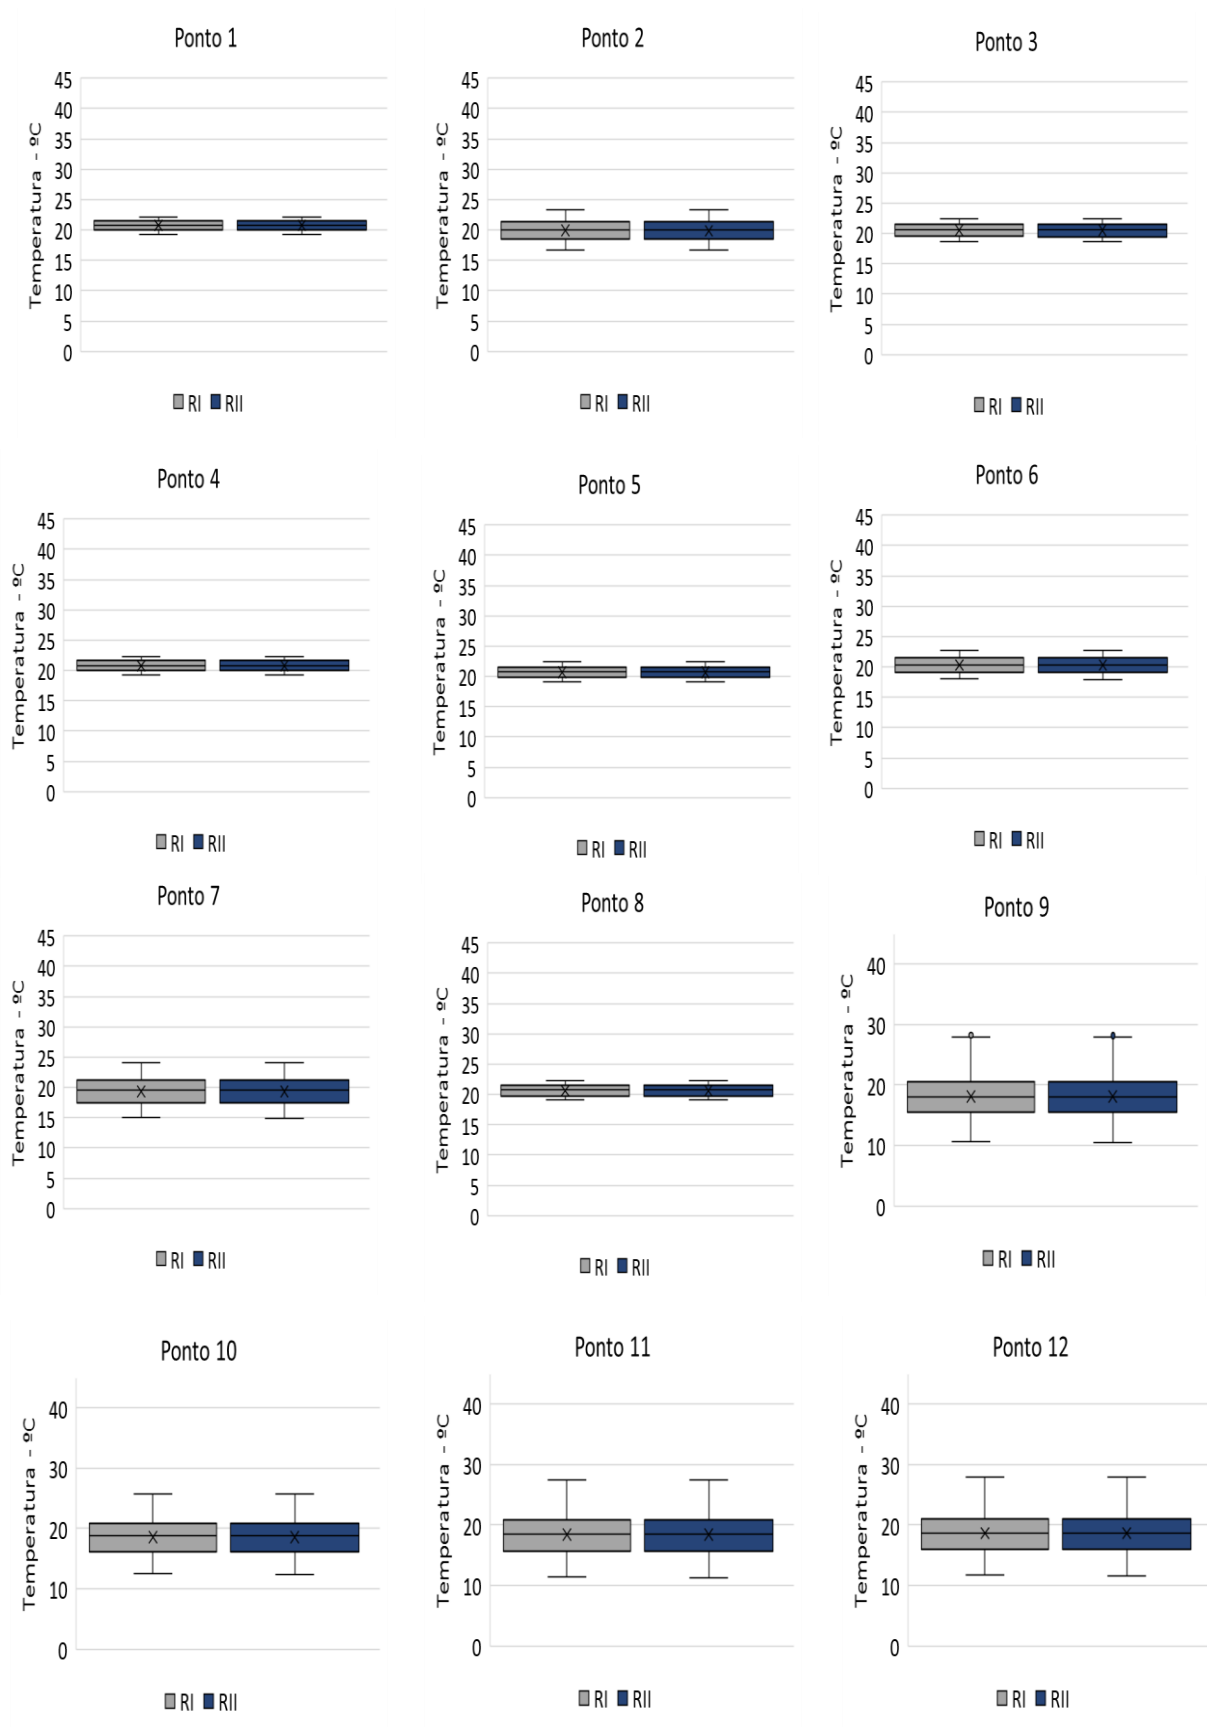 Ponto 1
Temperatura - ºC
45
40
35
30
25
20
15
10
5
0
RI RII
Ponto 2
Temperatura - ºC
45
40
35
30
25
20
15
10
5
0
RI RII
Ponto 3
Temperatura - ºC
45
40
35
30
25
20
15
10
5
0
RI RII
Ponto 4
Temperatura - ºC
45
40
35
30
25
20
15
10
5
0
RI RII
Ponto 5
Temperatura - ºC
45
40
35
30
25
20
15
10
5
0
RI RII
Ponto 6
Temperatura - ºC
45
40
35
30
25
20
15
10
5
0
RI RII
Ponto 7
Temperatura - ºC
45
40
35
30
25
20
15
10
5
0
RI RII
Ponto 8
Temperatura - ºC
45
40
35
30
25
20
15
10
5
0
RI RII
Ponto 9
Temperatura - ºC
40
30
20
10
0
RI RII
Ponto 10
Temperatura - ºC
40
30
20
10
0
RI RII
Ponto 11
Temperatura - ºC
40
30
20
10
0
RI RII
Ponto 12
Temperatura - ºC
40
30
20
10
0
RI RII